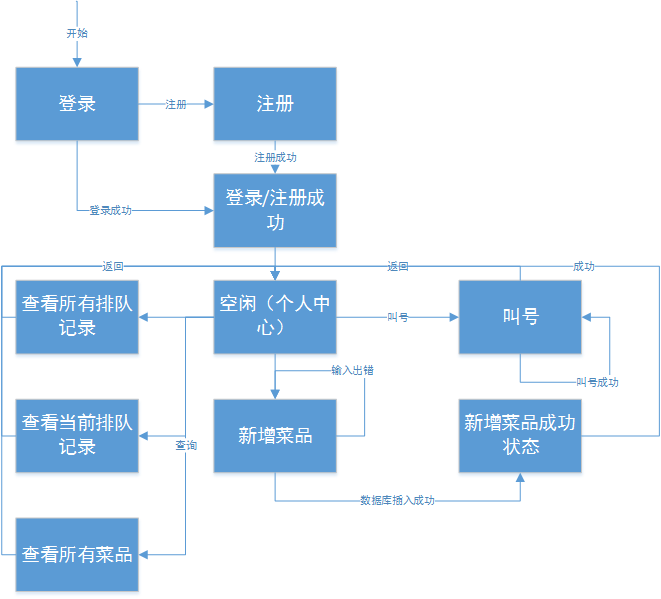 开始
登录
注册
注册
注册成功
登录成功
登录/注册成
功
返回
返回
成功
查看所有排队
记录
空闲（个人中
心）
叫号
叫号
输入出错
叫号成功
查看当前排队
记录
查询
新增菜品
新增菜品成功
状态
数据库插入成功
查看所有菜品